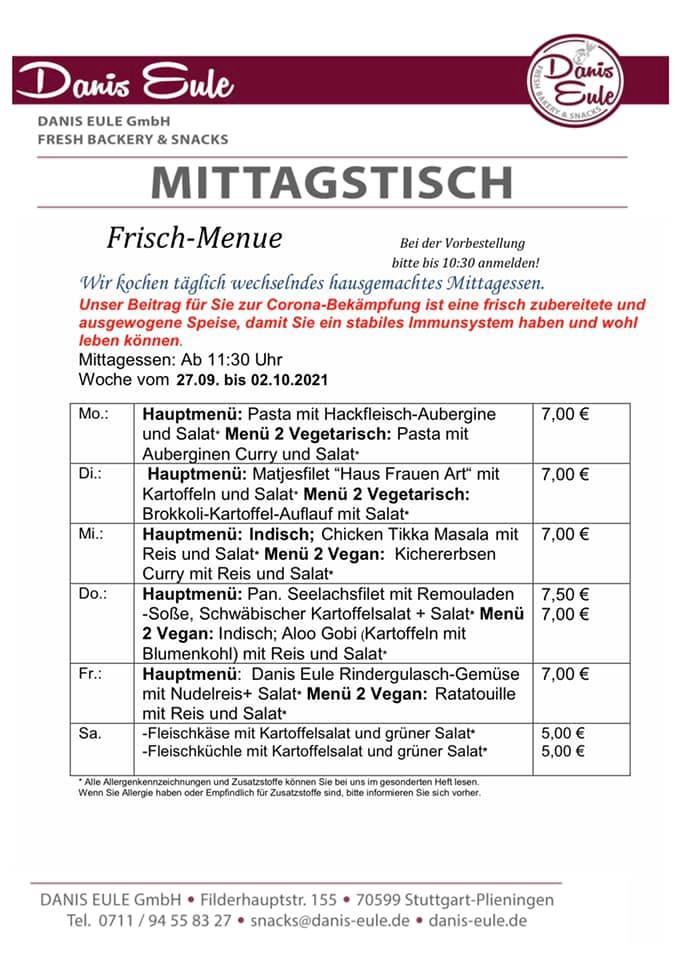 Danis Eule
Danis
Eule
FRESH BAKERY & SNACKS
DANIS EULE GmbH
FRESH BACKERY & SNACKS
MITTAGSTISCH
Frisch-Menue
Bei der Vorbestellung
bitte bis 10:30 anmelden!
Wir kochen täglich wechselndes hausgemachtes Mittagessen.
Unser Beitrag für Sie zur Corona-Bekämpfung ist eine frisch zubereitete und
ausgewogene Speise, damit Sie ein stabiles Immunsystem haben und wohl
leben können.
Mittagessen: Ab 11:30 Uhr
Woche vom 27.09. bis 02.10.2021
Mo.: Hauptmenü: Pasta mit Hackfleisch-Aubergine 7,00 €
und Salat* Menü 2 Vegetarisch: Pasta mit
Auberginen Curry und Salat*
Di.: Hauptmenü: Matjesfilet “Haus Frauen Art“ mit 7,00 €
Kartoffeln und Salat* Menü 2 Vegetarisch:
Brokkoli-Kartoffel-Auflauf mit Salat*
Mi.: Hauptmenü: Indisch; Chicken Tikka Masala mit 7,00 €
Reis und Salat* Menü 2 Vegan: Kichererbsen
Curry mit Reis und Salat*
Do.: Hauptmenü: Pan. Seelachsfilet mit Remouladen 7,50 €
-Soße, Schwäbischer Kartoffelsalat + Salat* Menü 7,00 €
2 Vegan: Indisch; Aloo Gobi (Kartoffeln mit
Blumenkohl) mit Reis und Salat*
Fr.: Hauptmenü: Danis Eule Rindergulasch-Gemüse 7,00 €
mit Nudelreis+ Salat* Menü 2 Vegan: Ratatouille
mit Reis und Salat*
Sa. -Fleischkäse mit Kartoffelsalat und grüner Salat* 5,00 €
-Fleischküchle mit Kartoffelsalat und grüner Salat* 5,00 €
* Alle Allergenkennzeichnungen und Zusatzstoffe können Sie bei uns im gesonderten Heft lesen.
Wenn Sie Allergie haben oder Empfindlich für Zusatzstoffe sind, bitte informieren Sie sich vorher.
DANIS EULE GmbH • Filderhauptstr. 155 • 70599 Stuttgart-Plieningen
Tel. 0711 / 94 55 83 27 • snacks@danis-eule.de • danis-eule.de